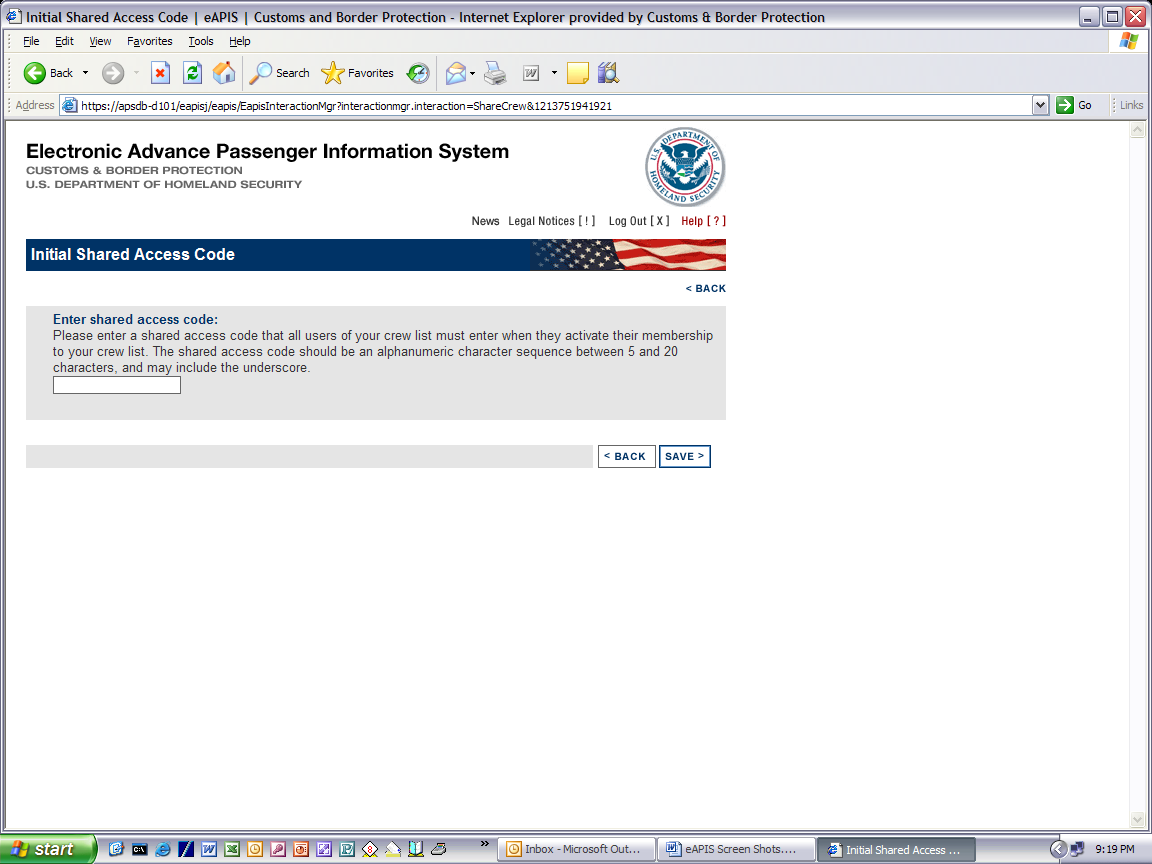 Initial Shared Access Code | eAPIS | Customs and Border Protection - Internet Explorer provided by Customs & Border Protection
File Edit View Favorites Tools Help
Back Search Favorites
Address https://apsdb-d101/eapisj/eapis/EapisInteractionMgr?interactionmgr.interaction=ShareCrew&1213751941921 Go Links
Electronic Advance Passenger Information System
CUSTOMS & BORDER PROTECTION
U.S. DEPARTMENT OF HOMELAND SECURITY
U.S. DEPARTMENT OF HOMELAND SECURITY
News Legal Notices [ ! ] Log Out [ X ] Help [ ? ]
Initial Shared Access Code
< BACK
Enter shared access code:
Please enter a shared access code that all users of your crew list must enter when they activate their membership
to your crew list. The shared access code should be an alphanumeric character sequence between 5 and 20
characters, and may include the underscore.
< BACK SAVE >
start Inbox - Microsoft Out... eAPIS Screen Shots.... Initial Shared Access ... 9:19 PM